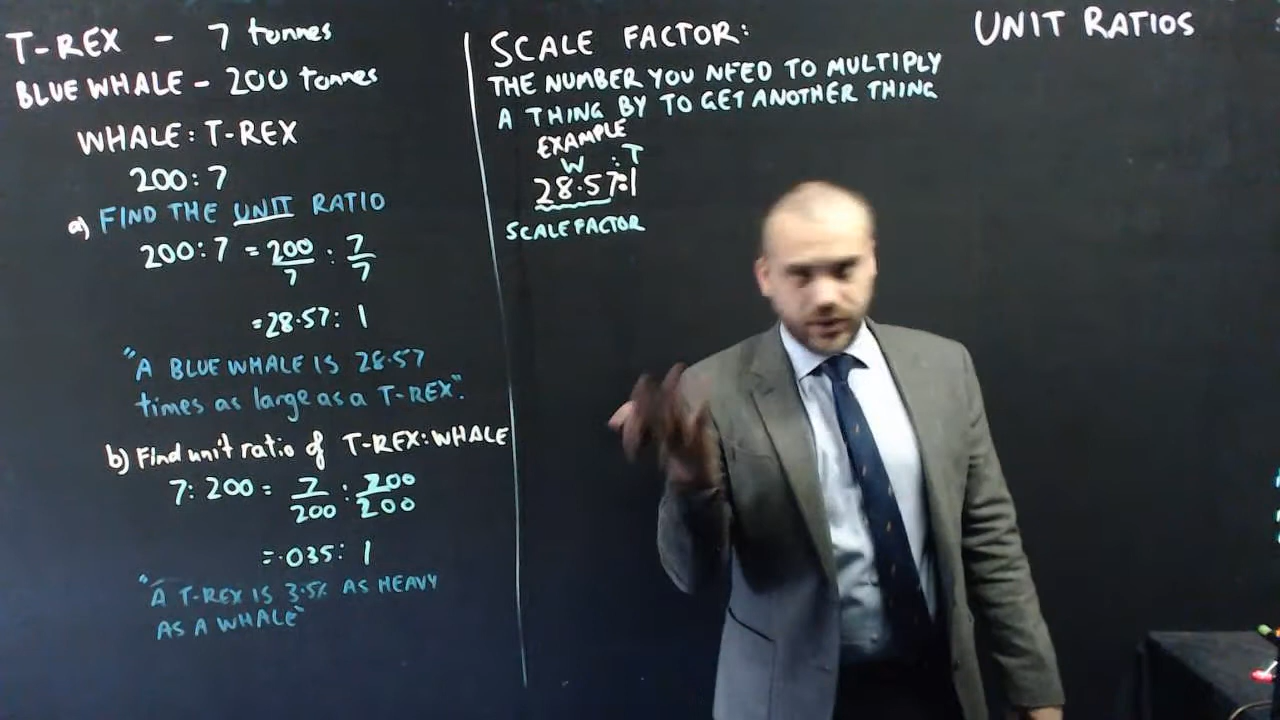 T-REX - 7 tonnes
BLUE WHALE - 200 tonnes
WHALE: T-REX
200:7
a) FIND THE UNIT RATIO
200:7 = 200/7 : 7/7
=28.57: 1
"A BLUE WHALE IS 28.57
times as large as a T-REX".
b) Find unit ratio of T-REX:WHALE
7: 200 = 7/200 : 200/200
=.035: 1
"A T-REX IS 3.5% AS HEAVY
AS A WHALE"
SCALE FACTOR:
THE NUMBER YOU NEED TO MULTIPLY
A THING BY TO GET ANOTHER THING
EXAMPLE
W : T
28.57:1
SCALE FACTOR
UNIT RATIOS